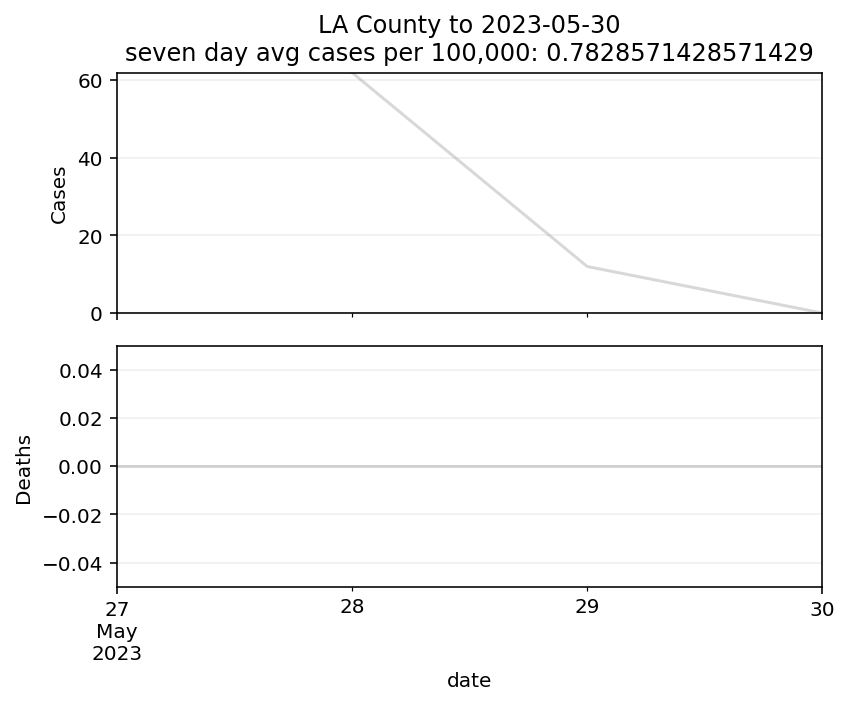 LA County to 2023-05-30
seven day avg cases per 100,000: 0.7828571428571429
60
40
20
0
Cases
0.04
0.02
0.00
−0.02
−0.04
Deaths
27 28 29 30
May
2023
date